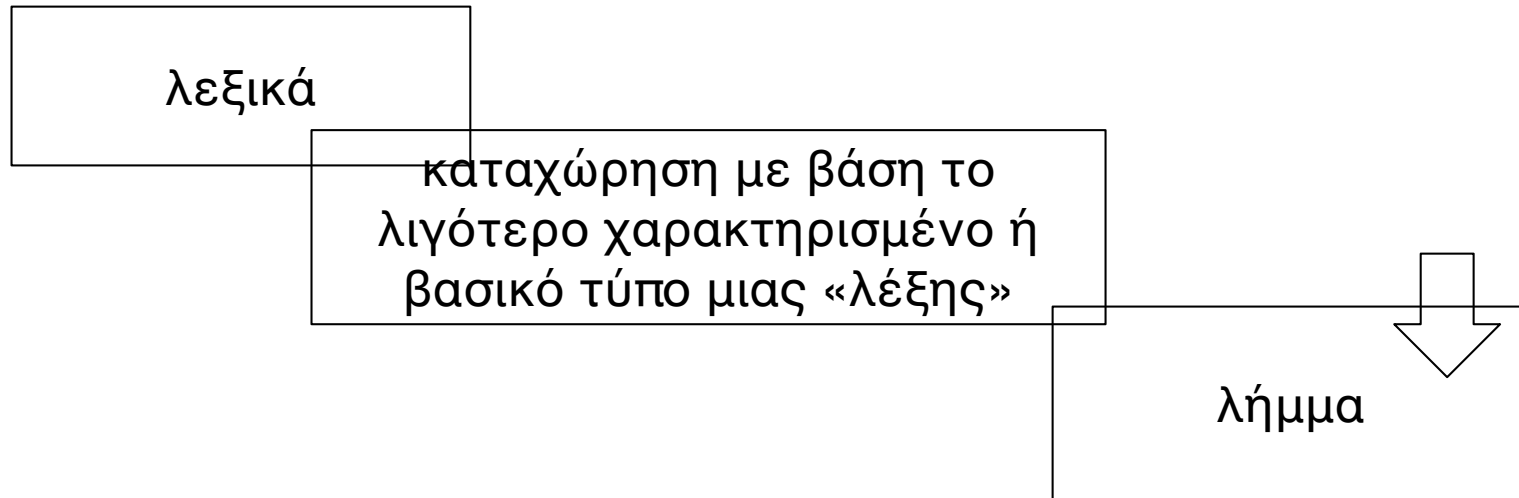 λεξικά
καταχώρηση με βάση το
λιγότερο χαρακτηρισμένο ή
βασικό τύπο μιας «λέξης»
λήμμα